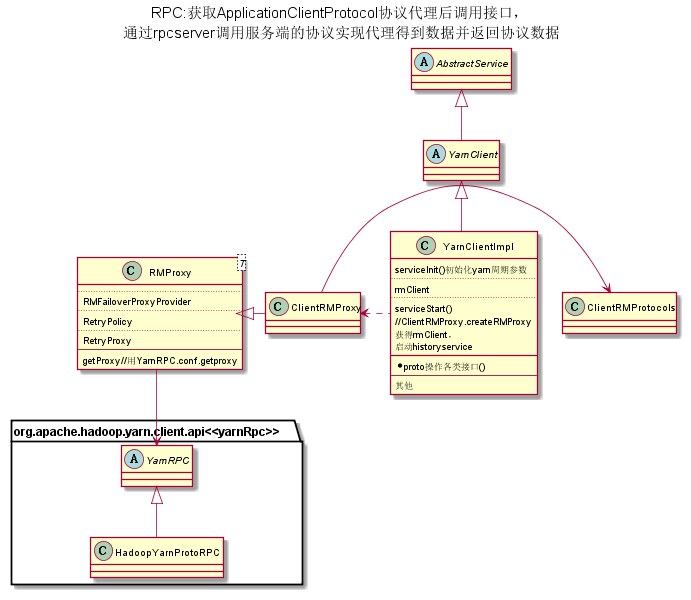 RPC:获取ApplicationClientProtocol协议代理后调用接口，
通过rpcserver调用服务端的协议实现代理得到数据并返回协议数据
A AbstractService
A YarnClient
C YarnClientImpl
serviceInit()初始化yarn周期参数
rmClient
serviceStart()
//ClientRMProxy.createRMProxy
获得rmClient，
启动historyservice
*proto操作各类接口()
其他
C RMProxy
T
RMFailoverProxyProvider
RetryPolicy
RetryProxy
getProxy//用YarnRPC.conf.getproxy
C ClientRMProxy
C ClientRMProtocols
org.apache.hadoop.yarn.client.api<<yarnRpc>>
A YarnRPC
C HadoopYarnProtoRPC